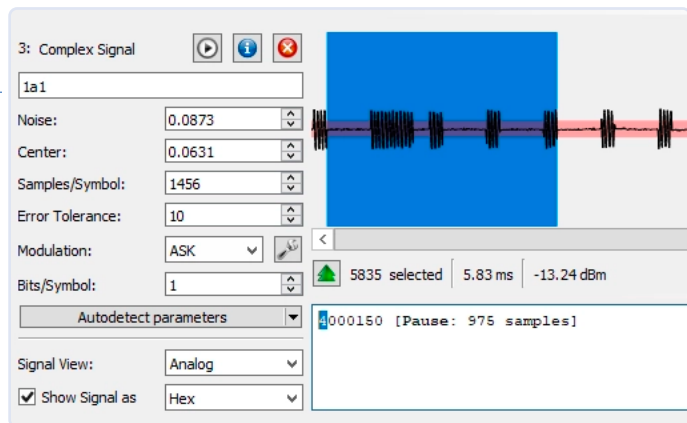 3: Complex Signal
1a1
Noise: 0.0873
Center: 0.0631
Samples/Symbol: 1456
Error Tolerance: 10
Modulation: ASK
Bits/Symbol: 1
Autodetect parameters
Signal View: Analog
Show Signal as Hex
5835 selected 5.83 ms -13.24 dBm
4000150 [Pause: 975 samples]